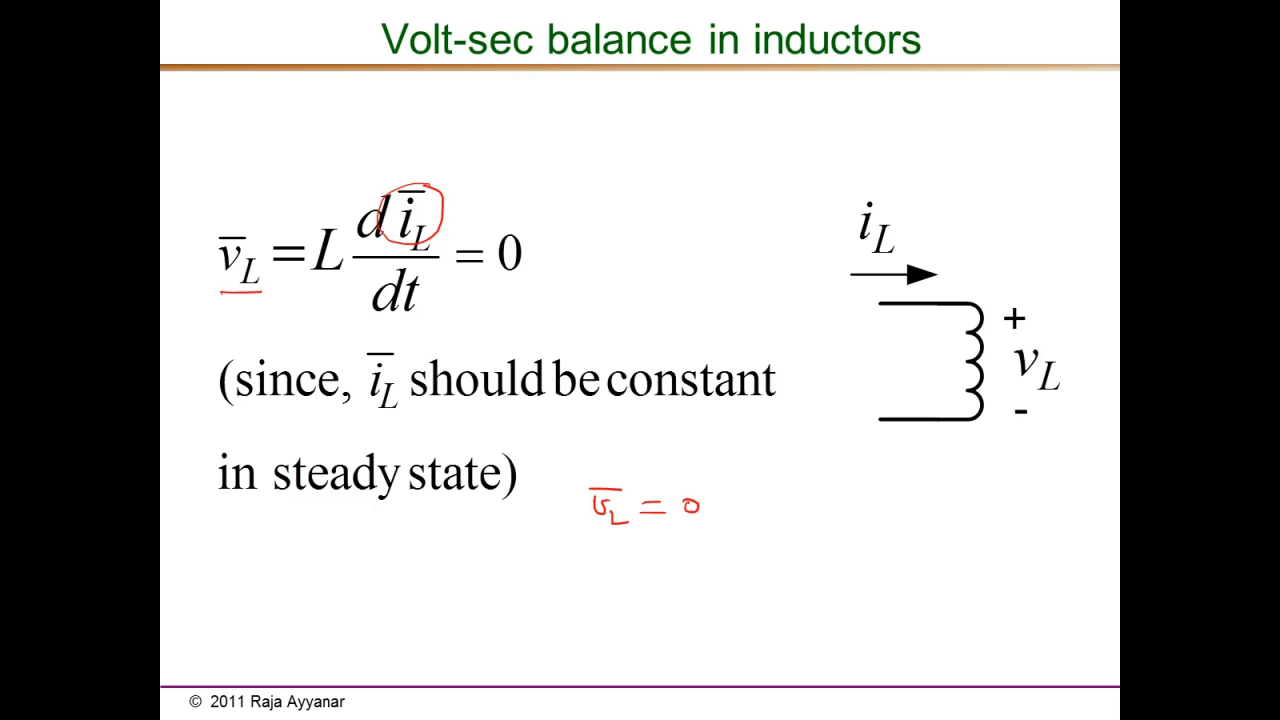 Volt-sec balance in inductors
v̄_L = L d ī_L / dt = 0
(since, ī_L should be constant
in steady state)
v̄_L = 0
i_L
+
v_L
-
© 2011 Raja Ayyanar